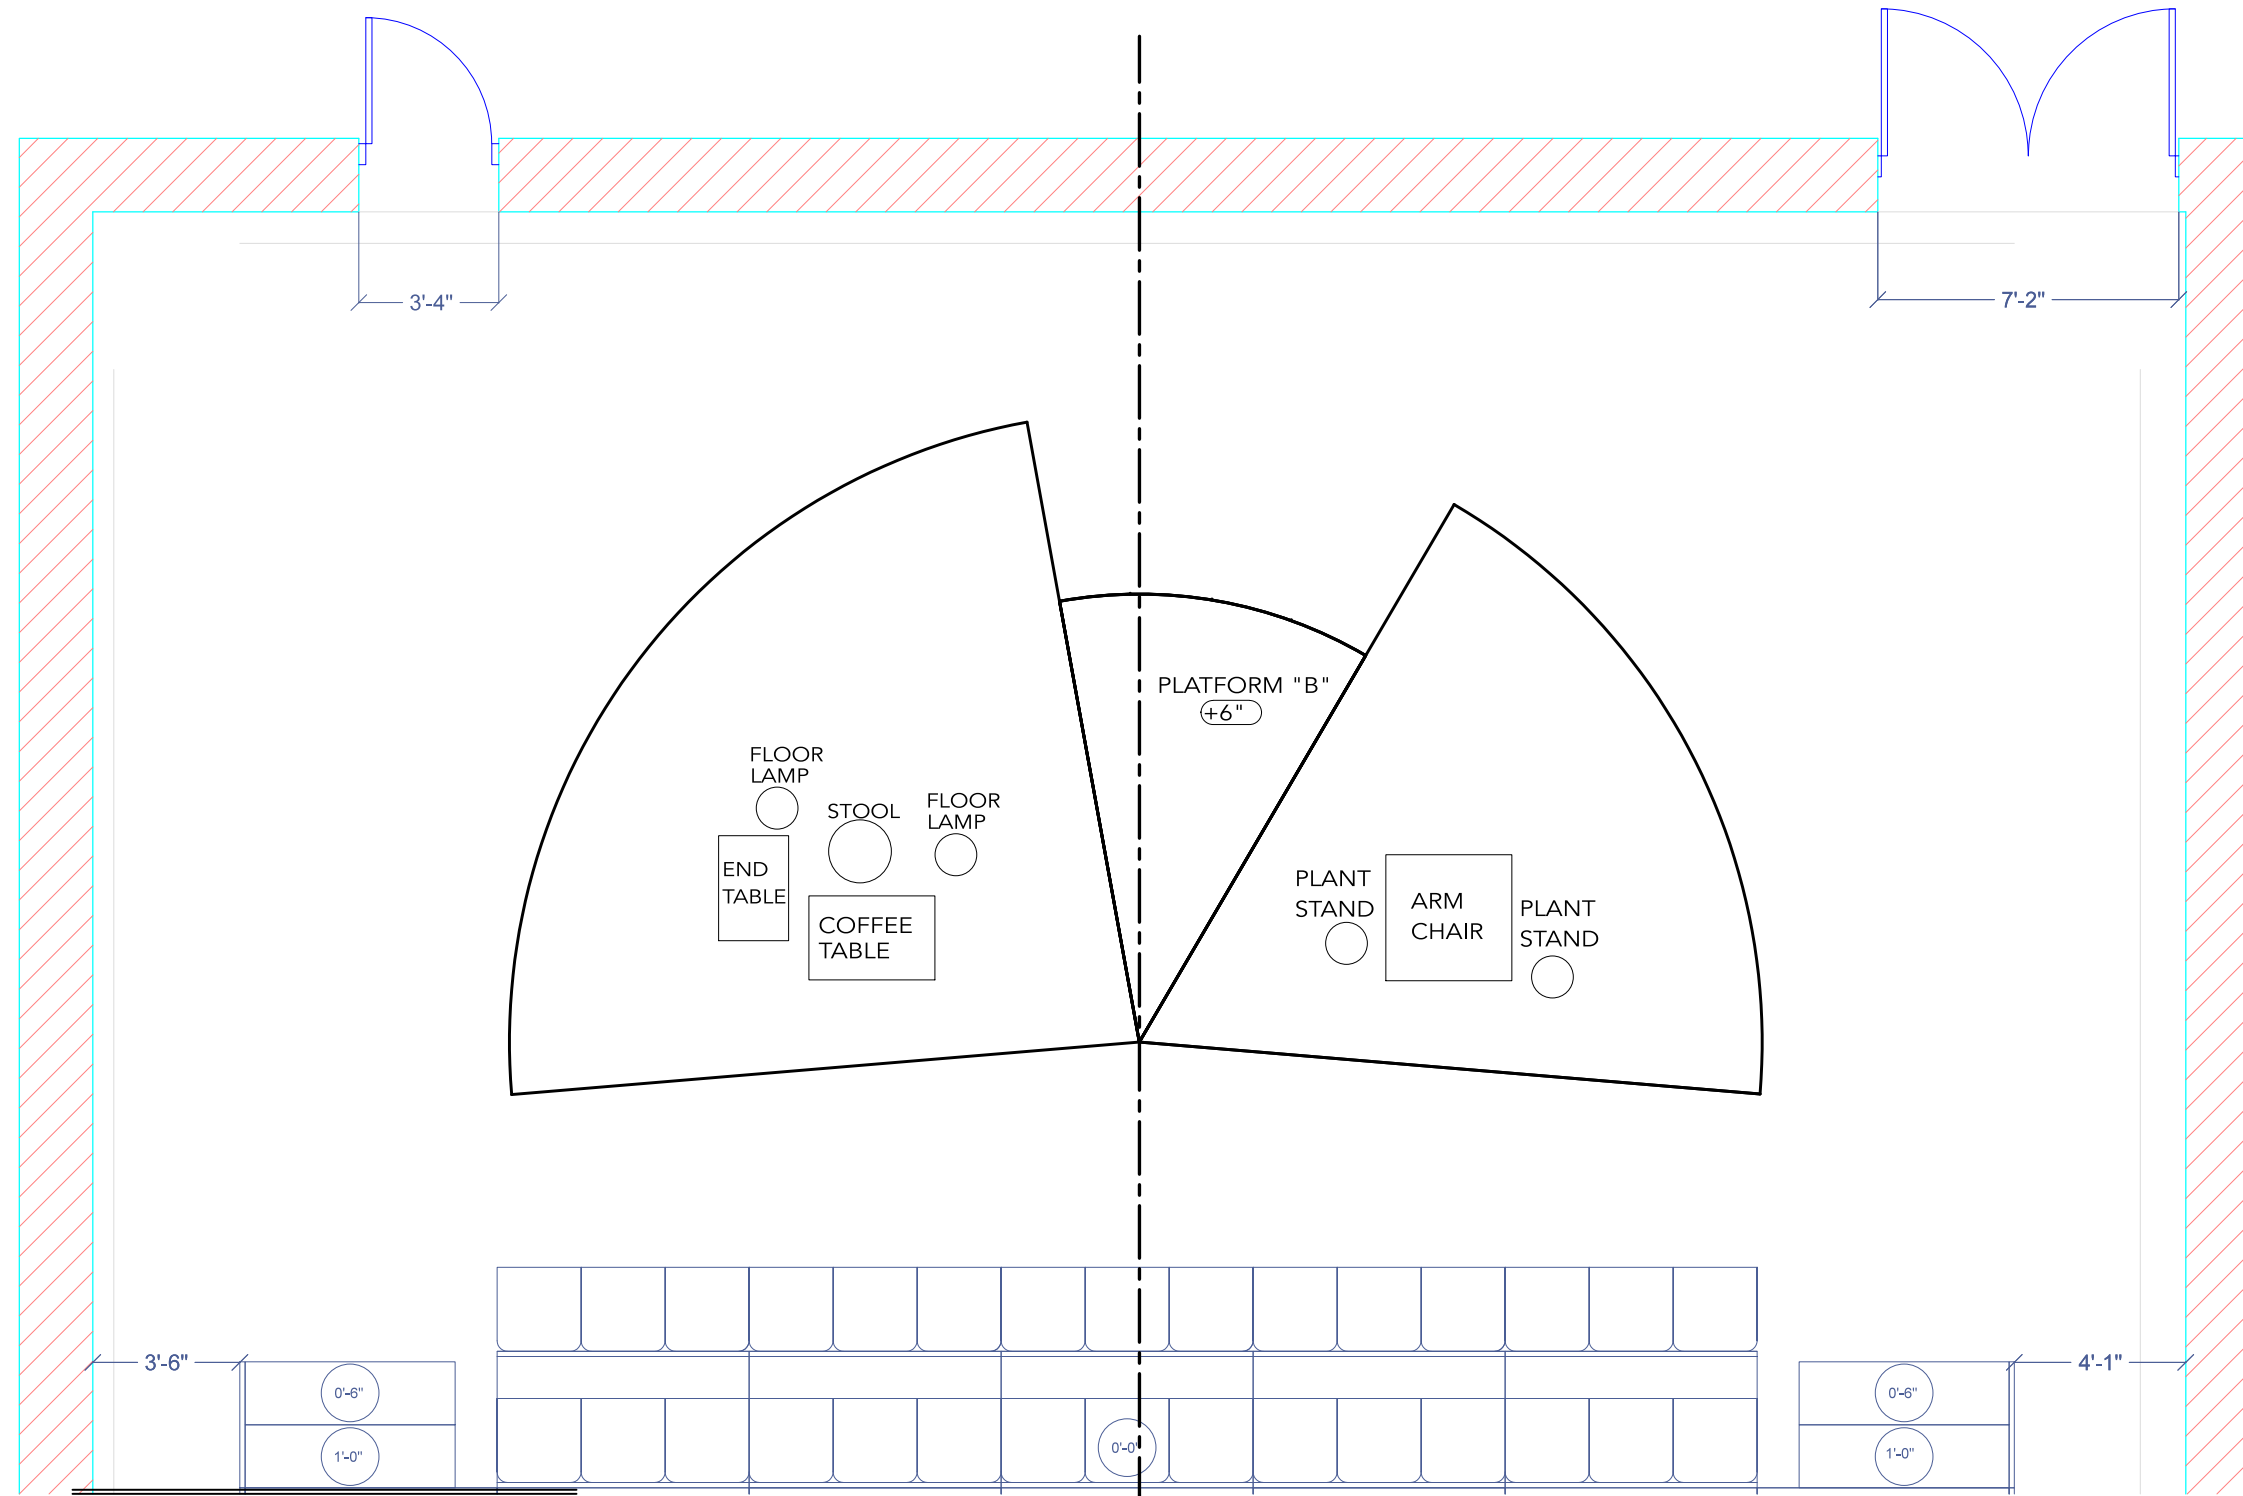 3'-4"
7'-2"
PLATFORM "B"
+6"
FLOOR
LAMP
STOOL
FLOOR
LAMP
END
TABLE
COFFEE
TABLE
PLANT
STAND
ARM
CHAIR
PLANT
STAND
3'-6"
4'-1"
0'-6"
0'-6"
1'-0"
0'-0"
1'-0"